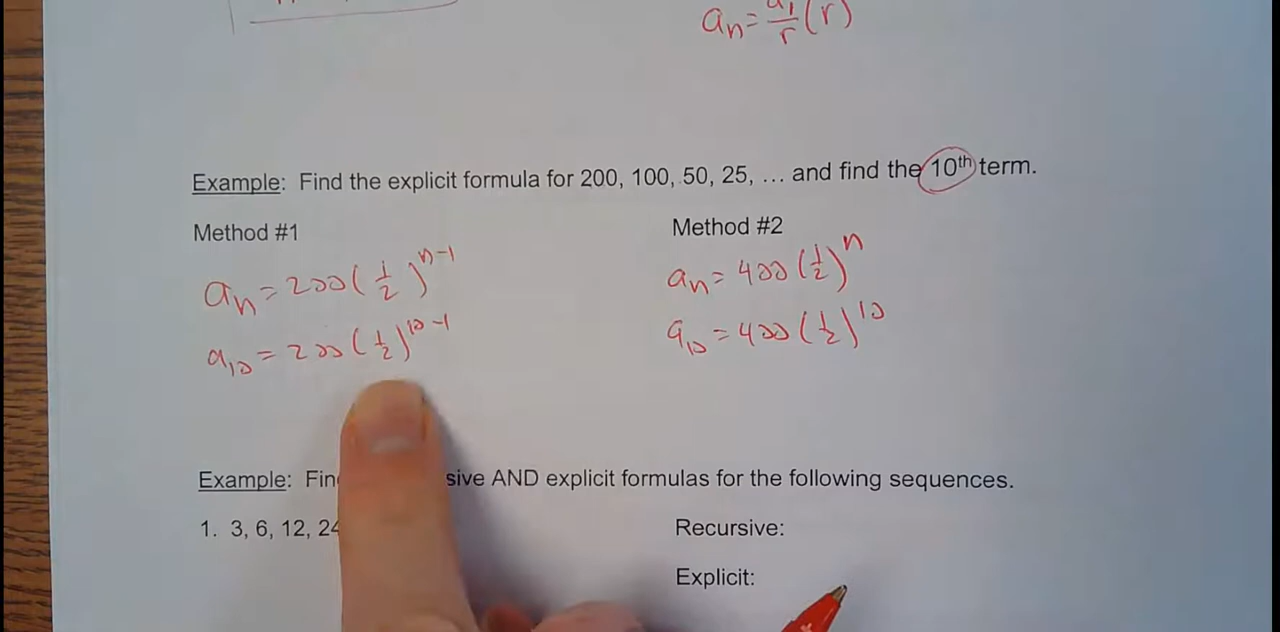 aₙ = a₁/r (r)
Example: Find the explicit formula for 200, 100, 50, 25, … and find the 10th term.
Method #1
Method #2
aₙ = 200(1/2)ⁿ⁻¹
aₙ = 400(1/2)ⁿ
a₁₀ = 200(1/2)¹⁰⁻¹
a₁₀ = 400(1/2)¹⁰
Example: Fin sive AND explicit formulas for the following sequences.
1. 3, 6, 12, 24
Recursive:
Explicit: